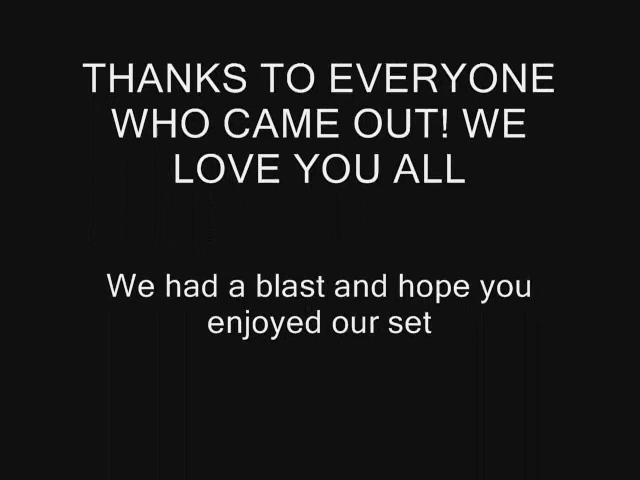 THANKS TO EVERYONE
WHO CAME OUT! WE
LOVE YOU ALL
We had a blast and hope you
enjoyed our set